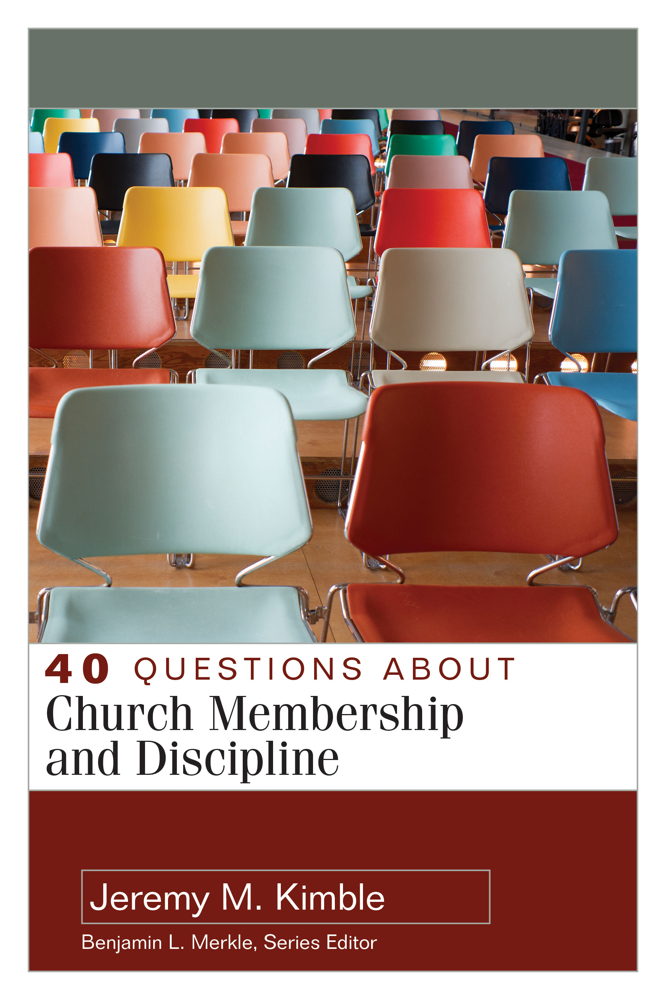 40 QUESTIONS ABOUT
Church Membership
and Discipline
Jeremy M. Kimble
Benjamin L. Merkle, Series Editor